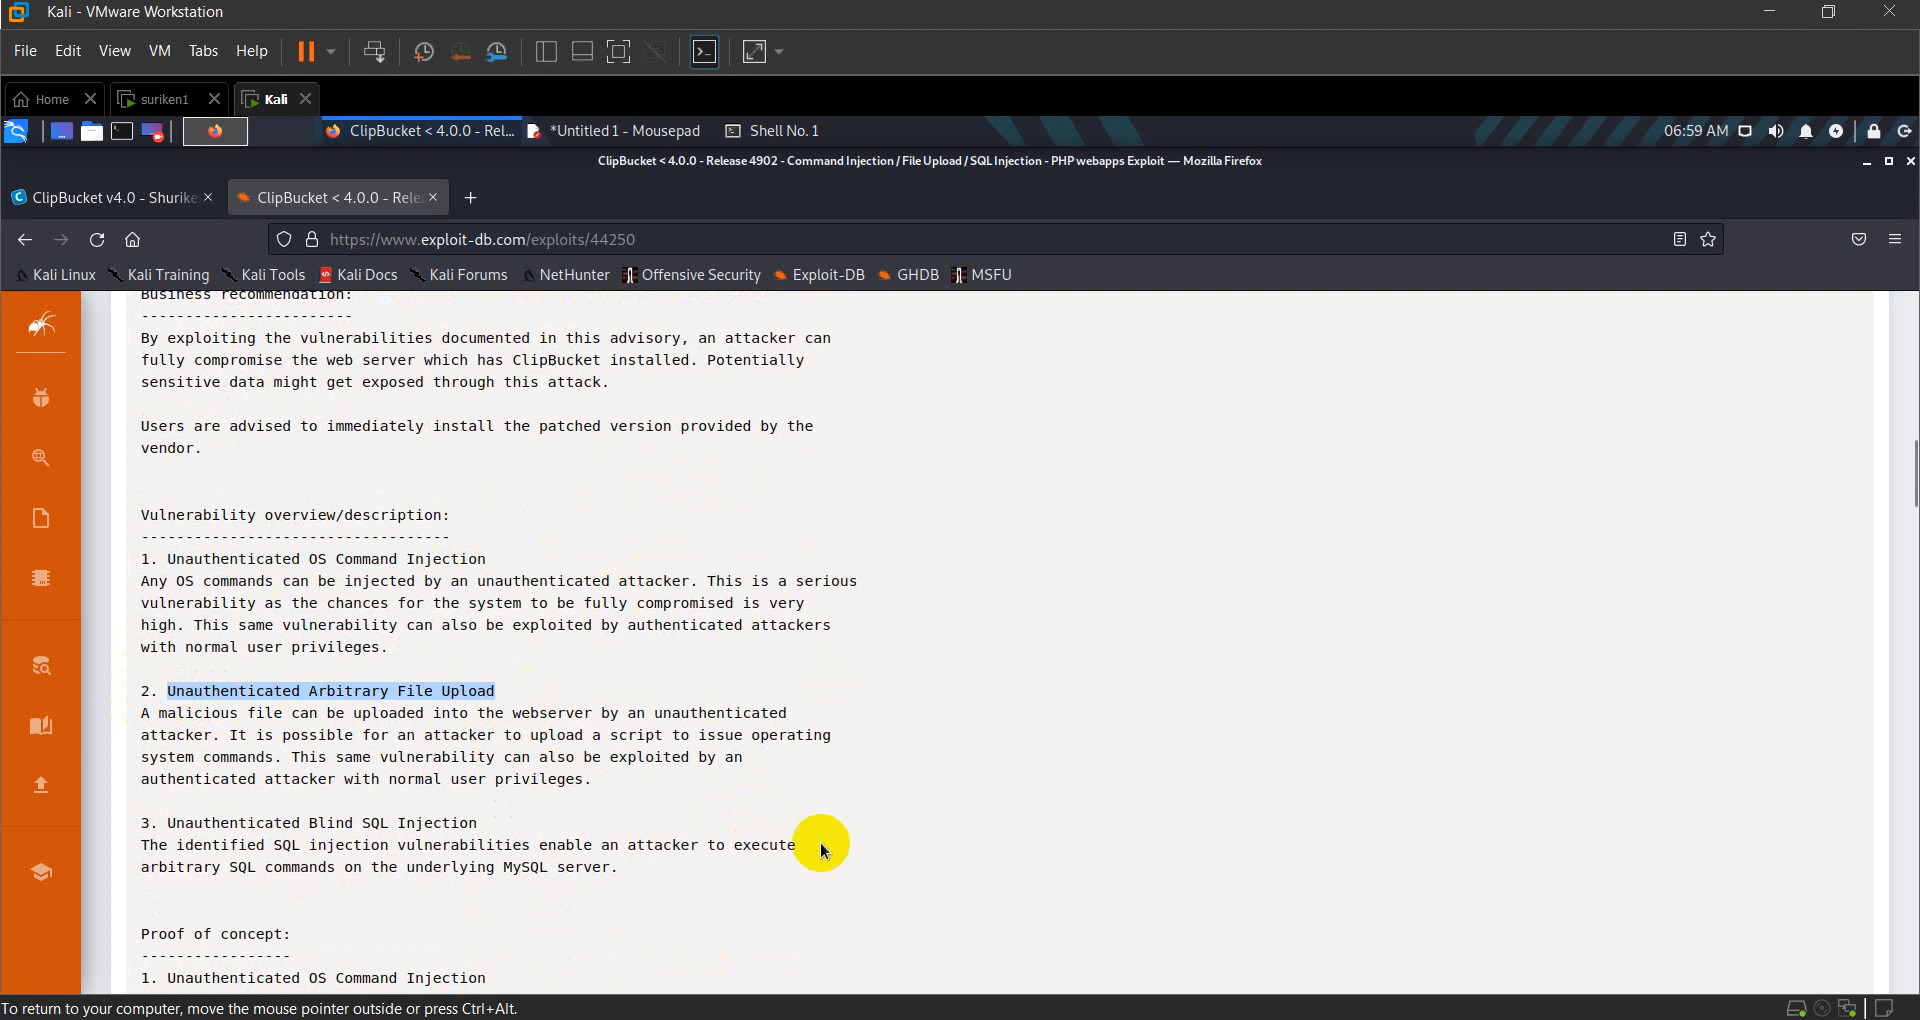 Kali - VMware Workstation
File Edit View VM Tabs Help
Home suriken1 Kali
ClipBucket < 4.0.0 - Rel... *Untitled 1 - Mousepad Shell No. 1 06:59 AM
ClipBucket < 4.0.0 - Release 4902 - Command Injection / File Upload / SQL Injection - PHP webapps Exploit — Mozilla Firefox
ClipBucket v4.0 - Shurike ClipBucket < 4.0.0 - Rele
https://www.exploit-db.com/exploits/44250
Kali Linux Kali Training Kali Tools Kali Docs Kali Forums NetHunter Offensive Security Exploit-DB GHDB MSFU
Business recommendation:
------------------------
By exploiting the vulnerabilities documented in this advisory, an attacker can
fully compromise the web server which has ClipBucket installed. Potentially
sensitive data might get exposed through this attack.
Users are advised to immediately install the patched version provided by the
vendor.
Vulnerability overview/description:
-----------------------------------
1. Unauthenticated OS Command Injection
Any OS commands can be injected by an unauthenticated attacker. This is a serious
vulnerability as the chances for the system to be fully compromised is very
high. This same vulnerability can also be exploited by authenticated attackers
with normal user privileges.
2. Unauthenticated Arbitrary File Upload
A malicious file can be uploaded into the webserver by an unauthenticated
attacker. It is possible for an attacker to upload a script to issue operating
system commands. This same vulnerability can also be exploited by an
authenticated attacker with normal user privileges.
3. Unauthenticated Blind SQL Injection
The identified SQL injection vulnerabilities enable an attacker to execute
arbitrary SQL commands on the underlying MySQL server.
Proof of concept:
-----------------
1. Unauthenticated OS Command Injection
To return to your computer, move the mouse pointer outside or press Ctrl+Alt.